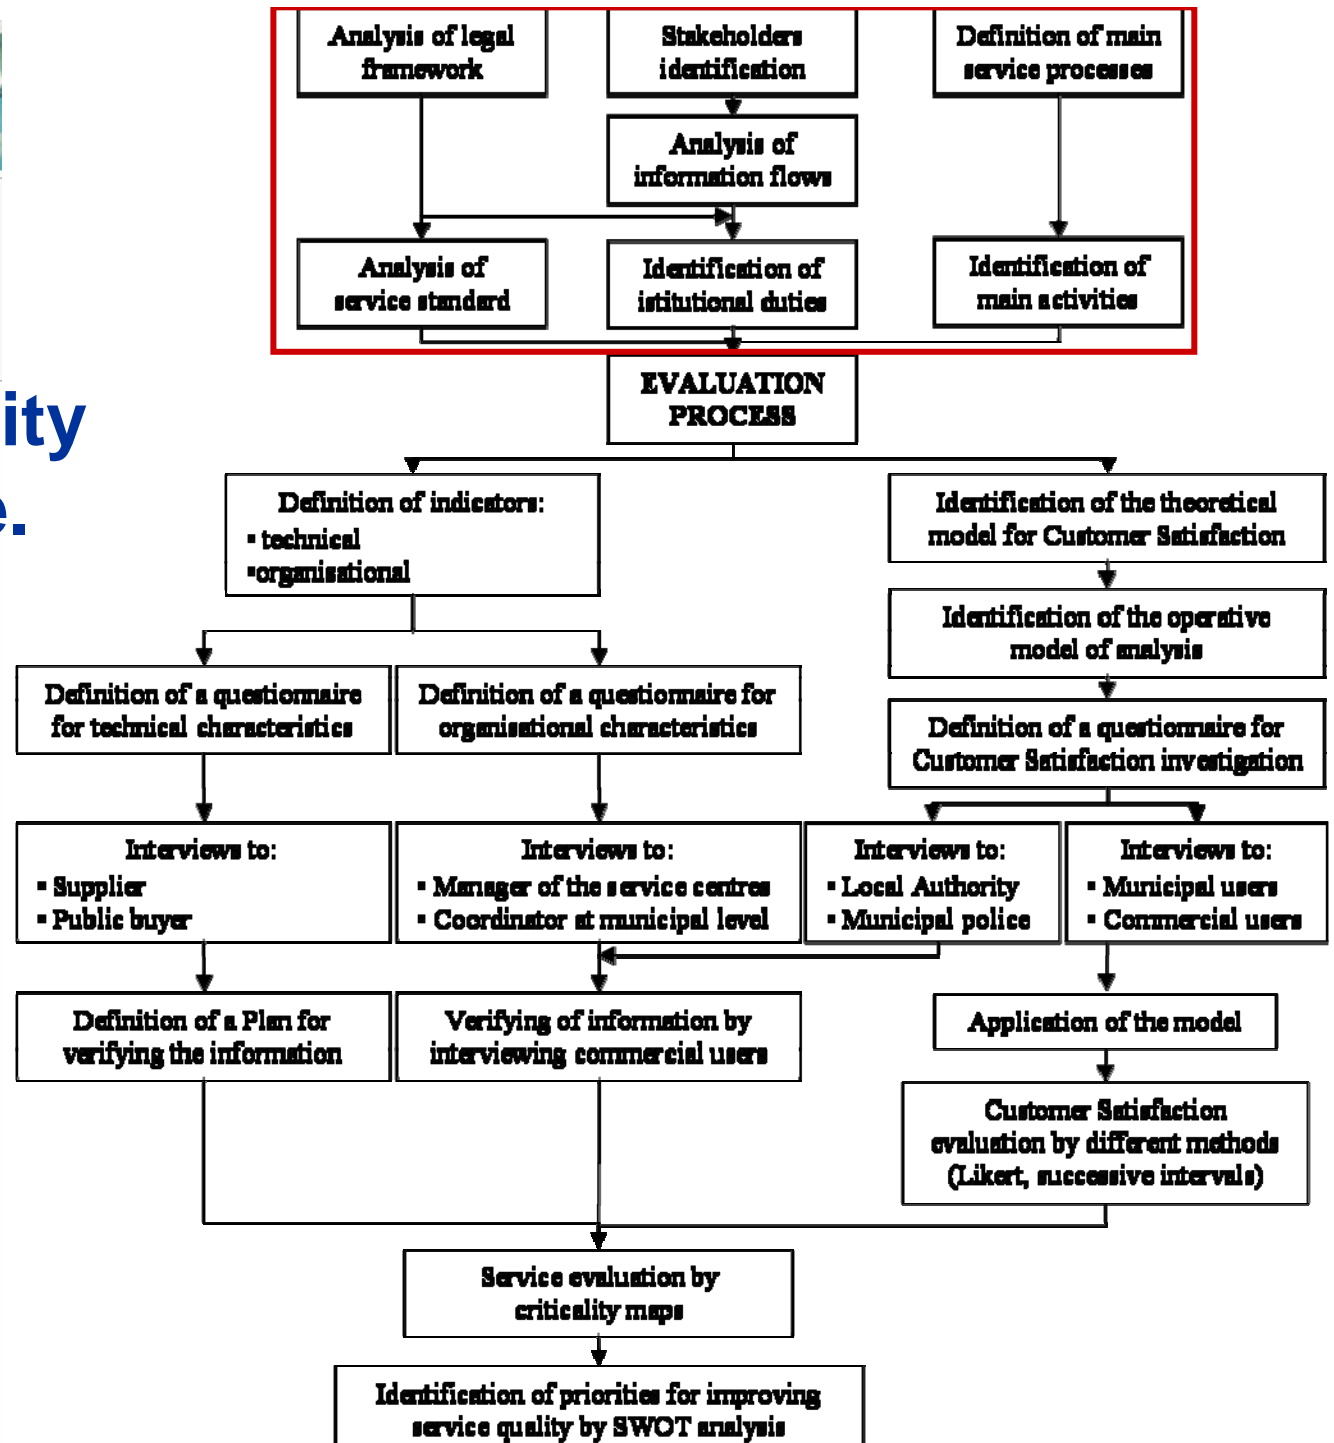 Analysis of legal
framework
Stakeholders
identification
Definition of main
service processes
Analysis of
information flows
Analysis of
service standard
Identification of
istitutional duties
Identification of
main activities
EVALUATION
PROCESS
ity
e.
Definition of indicators:
▪ technical
▪organisational
Identification of the theoretical
model for Customer Satisfaction
Identification of the operative
model of analysis
Definition of a questionnaire
for technical characteristics
Definition of a questionnaire for
organisational characteristics
Definition of a questionnaire for
Customer Satisfaction investigation
Interviews to:
▪ Supplier
▪ Public buyer
Interviews to:
▪ Manager of the service centres
▪ Coordinator at municipal level
Interviews to:
▪ Local Authority
▪ Municipal police
Interviews to:
▪ Municipal users
▪ Commercial users
Definition of a Plan for
verifying the information
Verifying of information by
interviewing commercial users
Application of the model
Customer Satisfaction
evaluation by different methods
(Likert, successive intervals)
Service evaluation by
criticality maps
Identification of priorities for improving
service quality by SWOT analysis